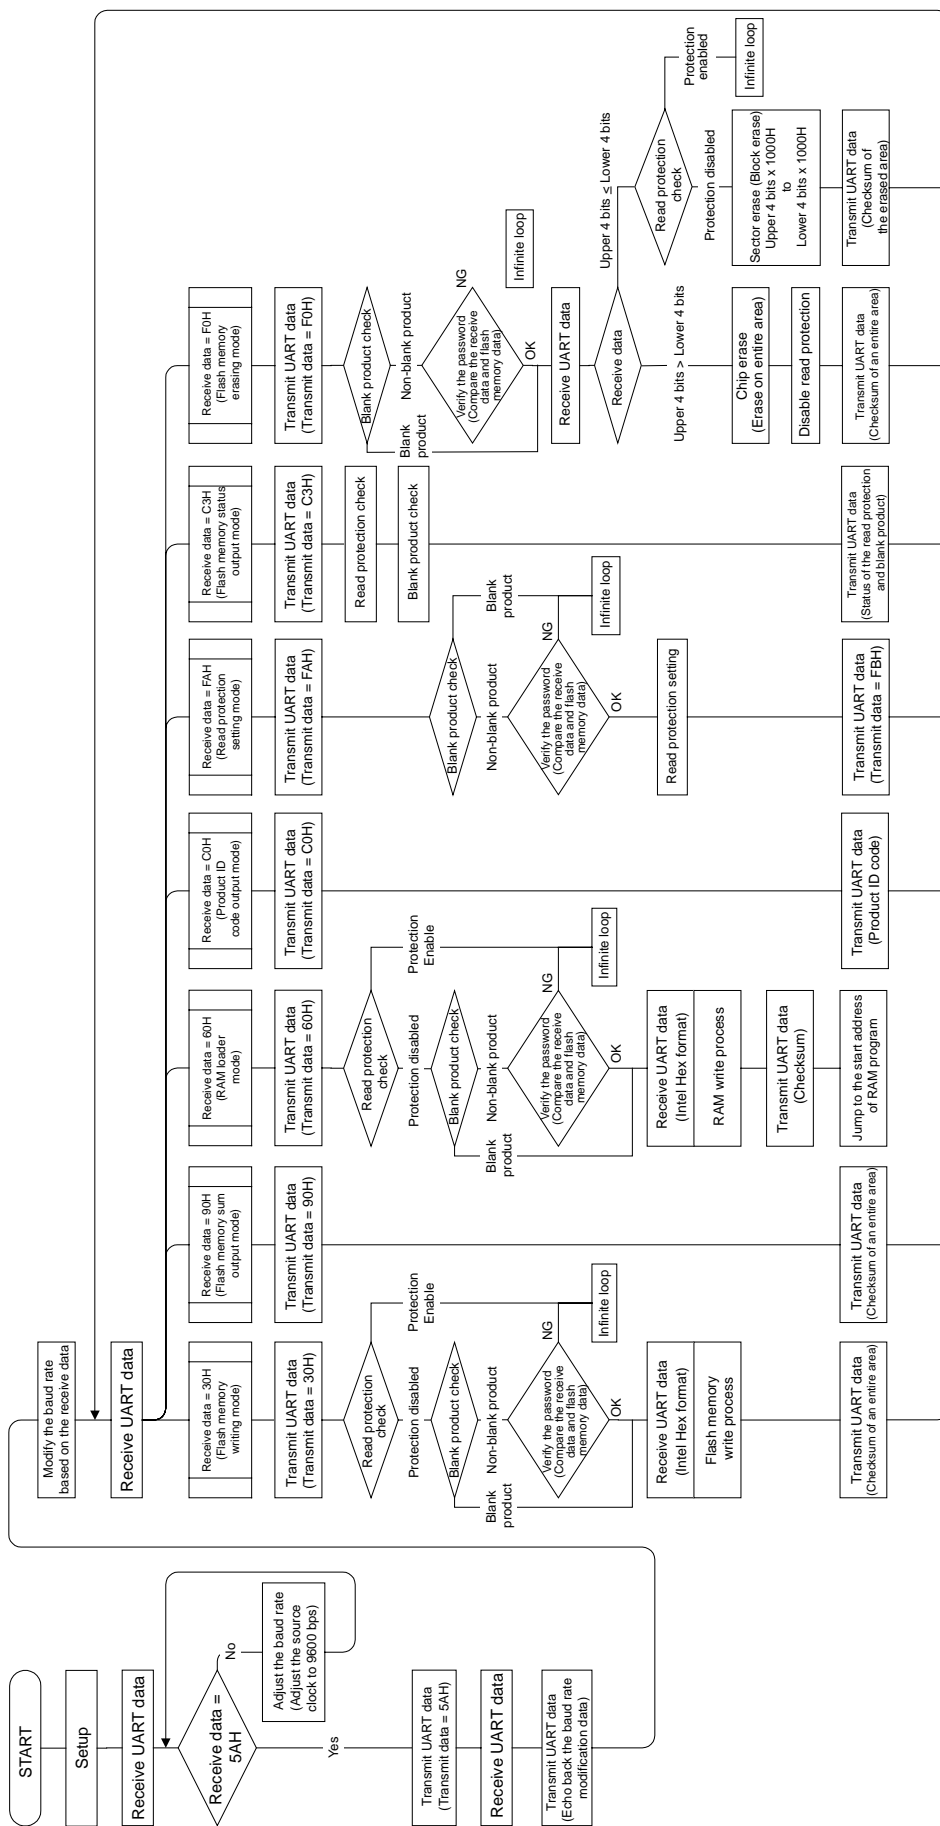 START
Setup
Receive UART data
Receive data =
5AH
No
Adjust the baud rate
(Adjust the source
clock to 9600 bps)
Yes
Transmit UART data
(Transmit data = 5AH)
Receive UART data
Transmit UART data
(Echo back the baud rate
modification data)
Modify the baud rate
based on the receive data
Receive UART data
Receive data = 30H
(Flash memory
writing mode)
Transmit UART data
(Transmit data = 30H)
Read protection
check
Protection
Enable
Protection disabled
Blank product check
Blank
product
Non-blank product
Verify the password
(Compare the receive
data and flash
memory data)
NG
Infinite loop
OK
Receive UART data
(Intel Hex format)
Flash memory
write process
Transmit UART data
(Checksum of an entire area)
Receive data = 90H
(Flash memory sum
output mode)
Transmit UART data
(Transmit data = 90H)
Transmit UART data
(Checksum of an entire area)
Receive data = 60H
(RAM loader
mode)
Transmit UART data
(Transmit data = 60H)
Read protection
check
Protection
Enable
Protection disabled
Blank product check
Blank
product
Non-blank product
Verify the password
(Compare the receive
data and flash
memory data)
NG
Infinite loop
OK
Receive UART data
(Intel Hex format)
RAM write process
Transmit UART data
(Checksum)
Jump to the start address
of RAM program
Receive data = C0H
(Product ID
code output mode)
Transmit UART data
(Transmit data = C0H)
Transmit UART data
(Product ID code)
Receive data = FAH
(Read protection
setting mode)
Transmit UART data
(Transmit data = FAH)
Blank product check
Blank
product
Non-blank product
Verify the password
(Compare the receive
data and flash
memory data)
NG
Infinite loop
OK
Read protection setting
Transmit UART data
(Transmit data = FBH)
Receive data = C3H
(Flash memory status
output mode)
Transmit UART data
(Transmit data = C3H)
Read protection check
Blank product check
Transmit UART data
(Status of the read protection
and blank product)
Receive data = F0H
(Flash memory
erasing mode)
Transmit UART data
(Transmit data = F0H)
Blank product check
Blank
product
Non-blank product
Verify the password
(Compare the receive
data and flash
memory data)
NG
Infinite loop
OK
Receive UART data
Receive data
Upper 4 bits > Lower 4 bits
Chip erase
(Erase on entire area)
Disable read protection
Transmit UART data
(Checksum of an entire area)
Upper 4 bits ≤ Lower 4 bits
Read protection
check
Protection
enabled
Infinite loop
Protection disabled
Sector erase (Block erase)
Upper 4 bits x 1000H
to
Lower 4 bits x 1000H
Transmit UART data
(Checksum of
the erased area)